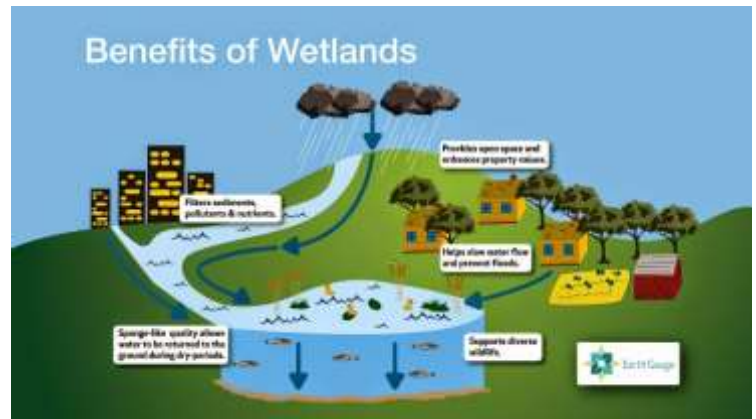 Benefits of Wetlands
Provides open space and
enhances property values.
Filters sediments,
pollutants & nutrients.
Helps slow water flow
and prevent floods.
Sponge-like quality allows
water to be returned to the
ground during dry-periods.
Supports diverse
wildlife.
Earth Gauge